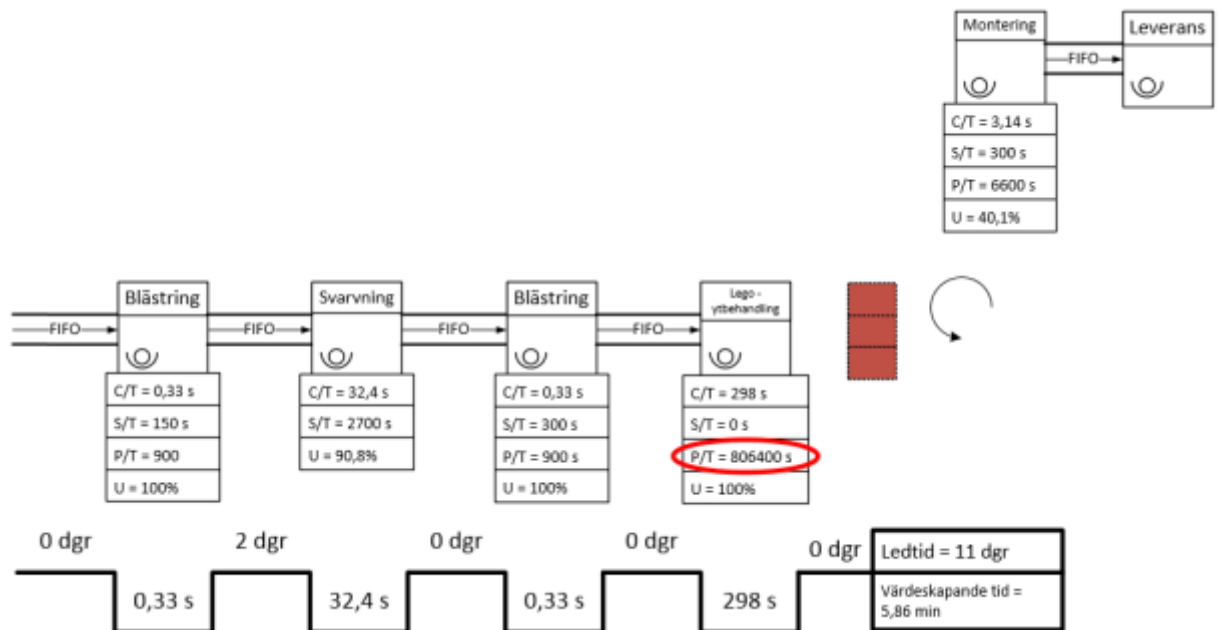 Montering
Leverans
FIFO
C/T = 3,14 s
S/T = 300 s
P/T = 6600 s
U = 40,1%
Blästring
Svarvning
Blästring
Lego -
ytbehandling
FIFO
FIFO
FIFO
FIFO
C/T = 0,33 s
S/T = 150 s
P/T = 900
U = 100%
C/T = 32,4 s
S/T = 2700 s
U = 90,8%
C/T = 0,33 s
S/T = 300 s
P/T = 900 s
U = 100%
C/T = 298 s
S/T = 0 s
P/T = 806400 s
U = 100%
0 dgr
2 dgr
0 dgr
0 dgr
0 dgr
0,33 s
32,4 s
0,33 s
298 s
Ledtid = 11 dgr
Värdeskapande tid =
5,86 min